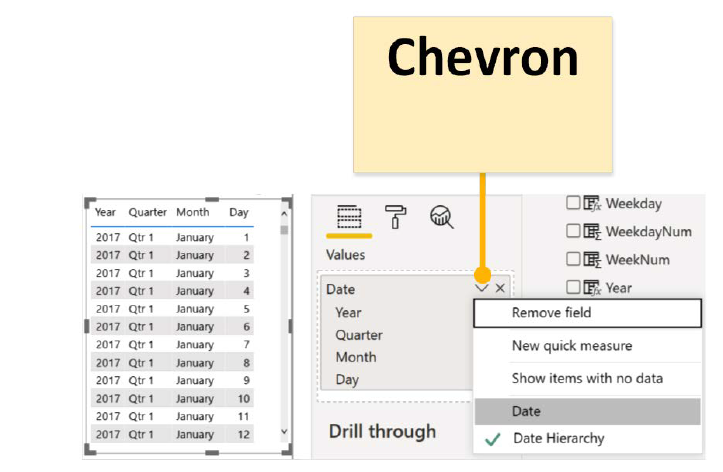 Chevron
Year Quarter Month Day
2017 Qtr 1 January 1
2017 Qtr 1 January 2
2017 Qtr 1 January 3
2017 Qtr 1 January 4
2017 Qtr 1 January 5
2017 Qtr 1 January 6
2017 Qtr 1 January 7
2017 Qtr 1 January 8
2017 Qtr 1 January 9
2017 Qtr 1 January 10
2017 Qtr 1 January 11
2017 Qtr 1 January 12
Values
Date
Year
Quarter
Month
Day
Drill through
Weekday
WeekdayNum
WeekNum
Year
Remove field
New quick measure
Show items with no data
Date
Date Hierarchy